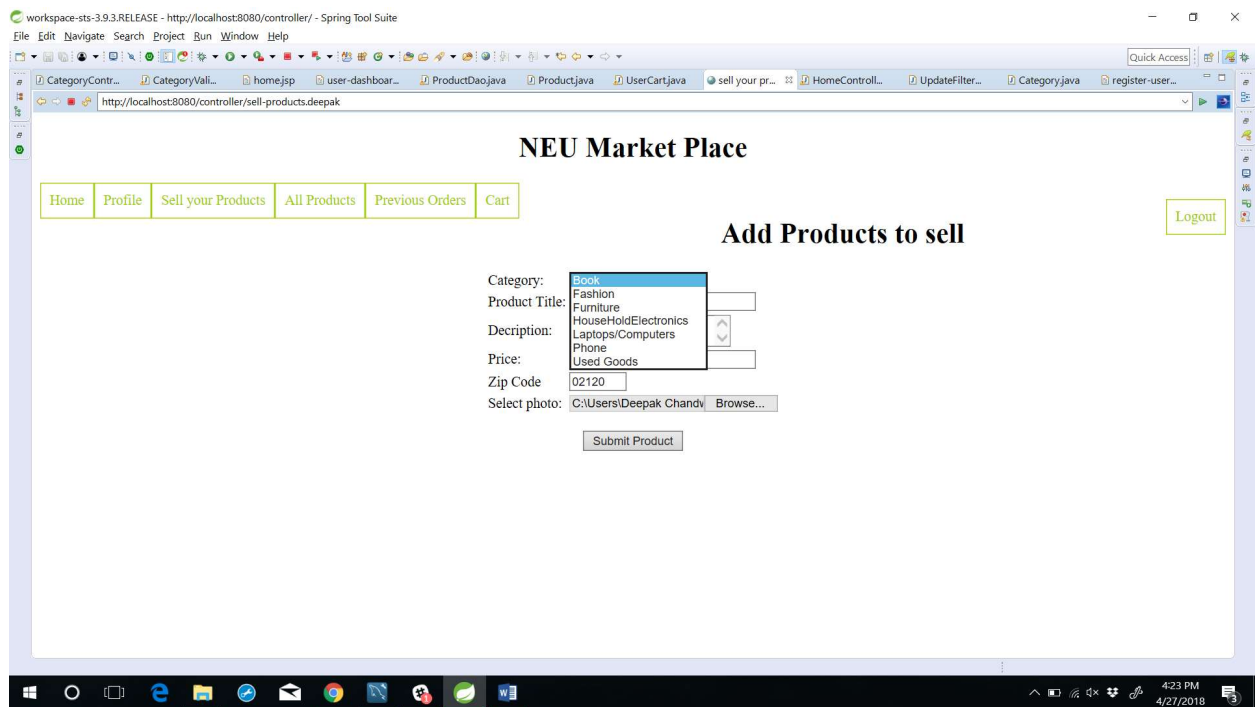 workspace-sts-3.9.3.RELEASE - http://localhost:8080/controller/ - Spring Tool Suite
File Edit Navigate Search Project Run Window Help
Quick Access
CategoryContr... CategoryVali... home.jsp user-dashboar... ProductDao.java Product.java UserCart.java sell your pr... HomeControll... UpdateFilter... Category.java register-user...
http://localhost:8080/controller/sell-products.deepak
NEU Market Place
Home Profile Sell your Products All Products Previous Orders Cart
Logout
Add Products to sell
Category: Book
Fashion
Product Title: Furniture
HouseHoldElectronics
Decription: Laptops/Computers
Phone
Price: Used Goods
Zip Code 02120
Select photo: C:\Users\Deepak Chandw Browse...
Submit Product
4:23 PM
4/27/2018
3